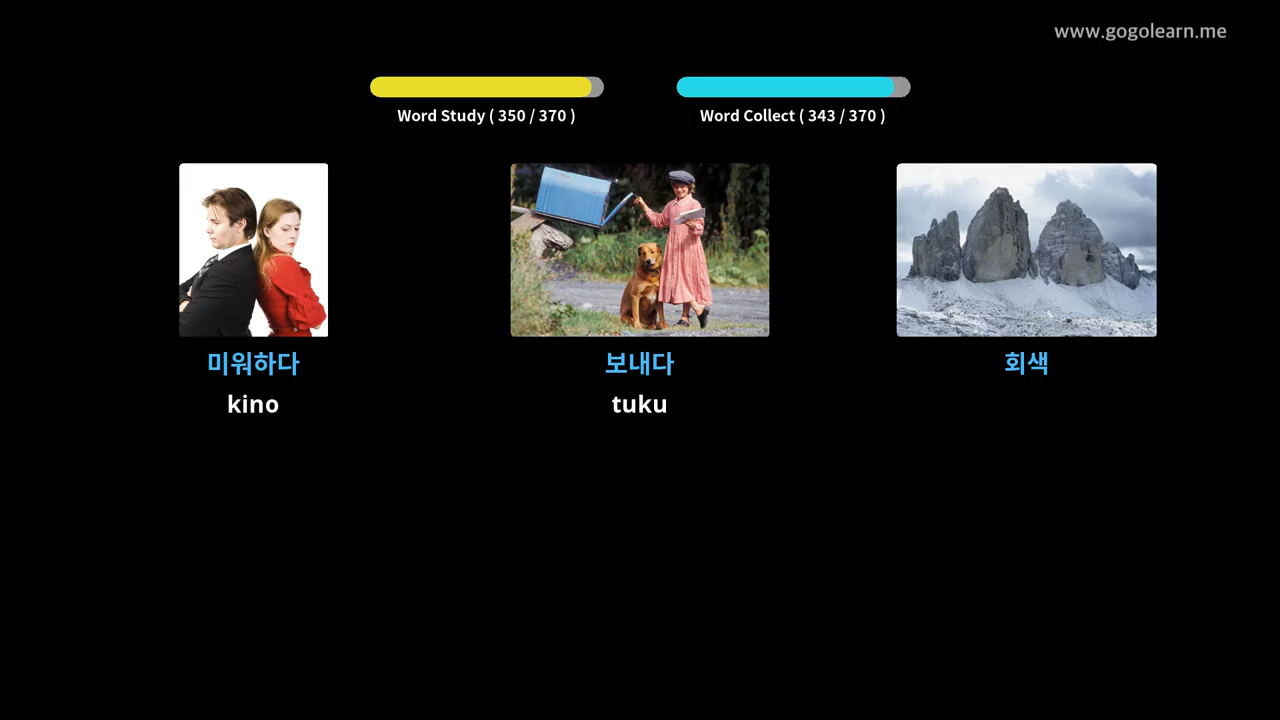 www.gogolearn.me
Word Study ( 350 / 370 )
Word Collect ( 343 / 370 )
미워하다
보내다
회색
kino
tuku